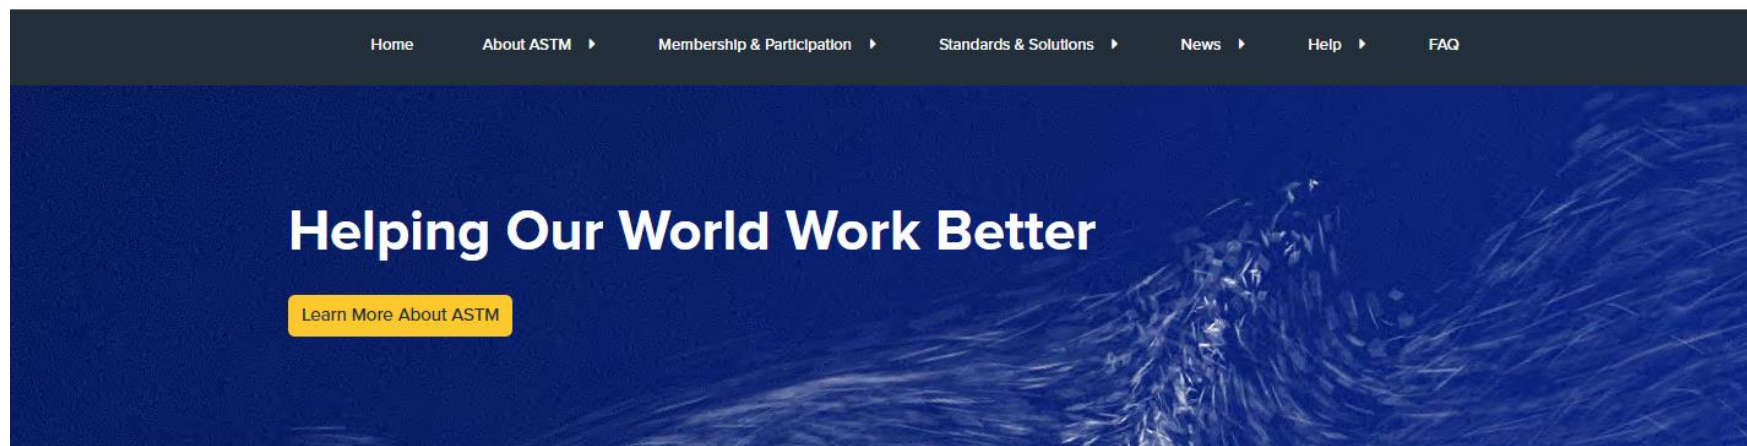 Home About ASTM Membership & Participation Standards & Solutions News Help FAQ
Helping Our World Work Better
Learn More About ASTM